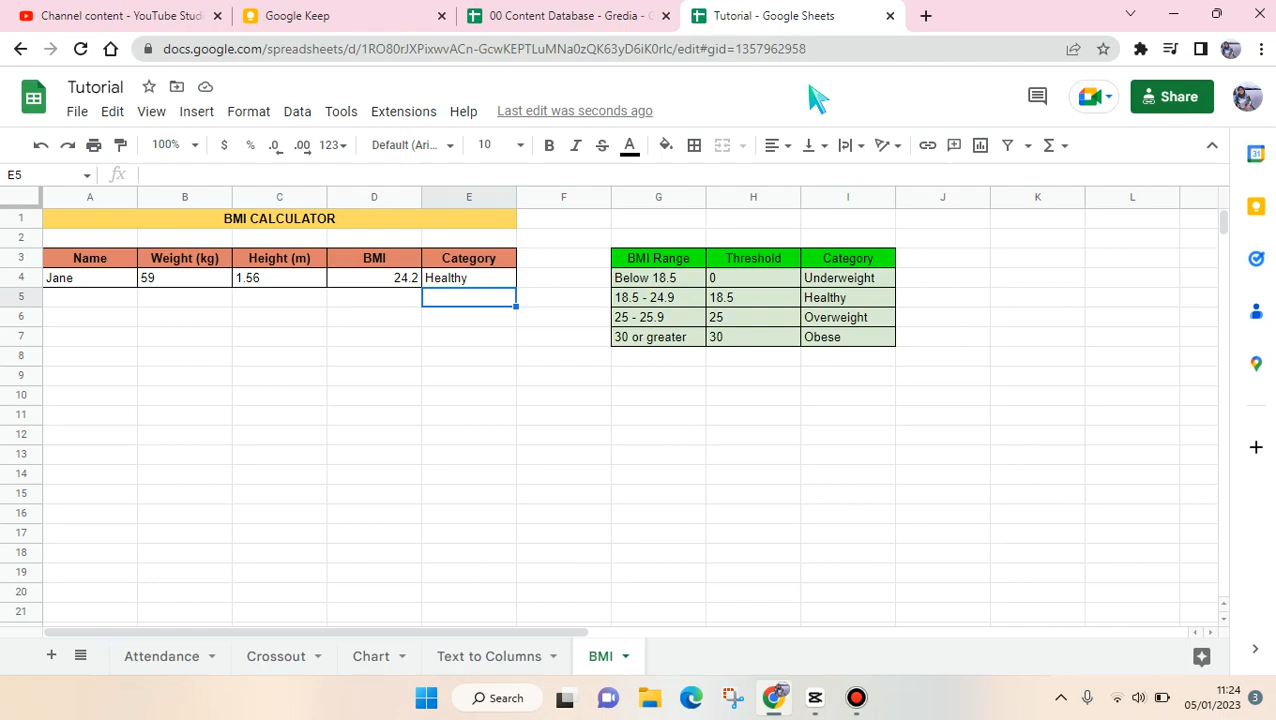 Channel content - YouTube Stud
Google Keep
00 Content Database - Gredia - G
Tutorial - Google Sheets
docs.google.com/spreadsheets/d/1RO80rJXPixwvACn-GcwKEPTLuMNa0zQK63yD6iK0rlc/edit#gid=1357962958
Tutorial
File Edit View Insert Format Data Tools Extensions Help Last edit was seconds ago
Share
100% $ % .0 .00 123 Default (Ari... 10 B I S A Σ
E5 fx
A B C D E F G H I J K L
1 BMI CALCULATOR
2
3 Name Weight (kg) Height (m) BMI Category BMI Range Threshold Category
4 Jane 59 1.56 24.2 Healthy Below 18.5 0 Underweight
5 18.5 - 24.9 18.5 Healthy
6 25 - 25.9 25 Overweight
7 30 or greater 30 Obese
8
9
10
11
12
13
14
15
16
17
18
19
20
21
Attendance Crossout Chart Text to Columns BMI
Search
11:24
05/01/2023
3
31